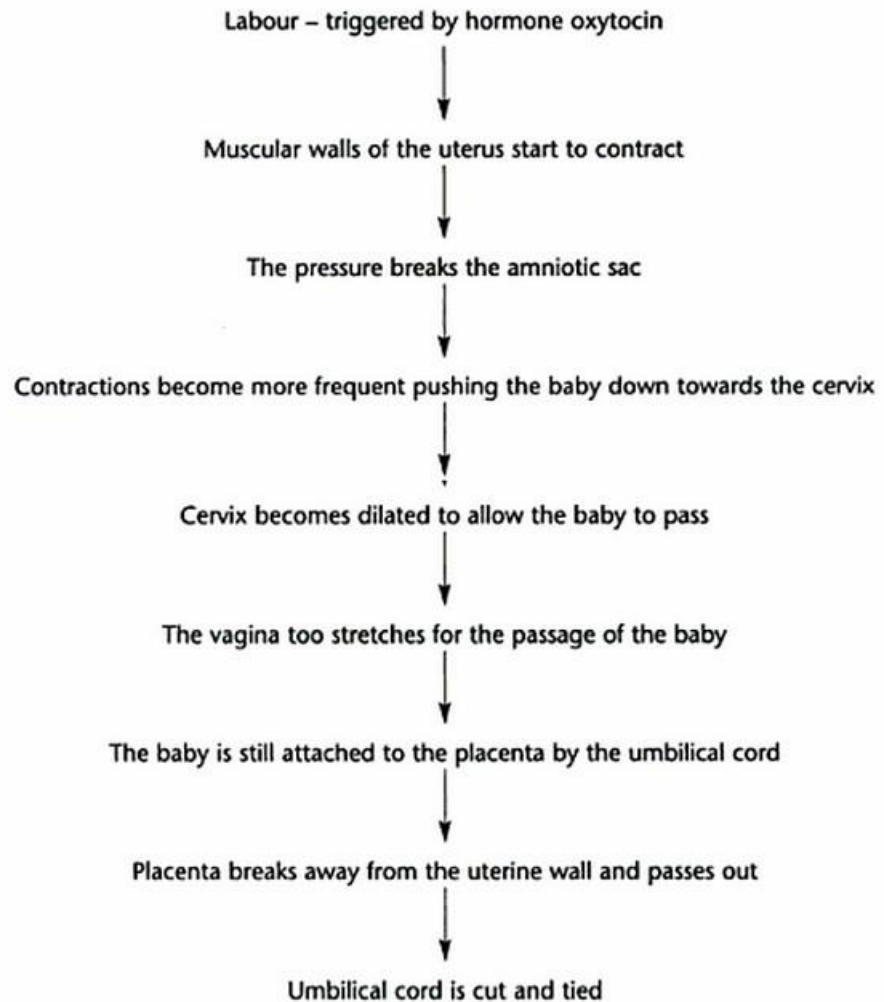 Labour – triggered by hormone oxytocin
Muscular walls of the uterus start to contract
The pressure breaks the amniotic sac
Contractions become more frequent pushing the baby down towards the cervix
Cervix becomes dilated to allow the baby to pass
The vagina too stretches for the passage of the baby
The baby is still attached to the placenta by the umbilical cord
Placenta breaks away from the uterine wall and passes out
Umbilical cord is cut and tied